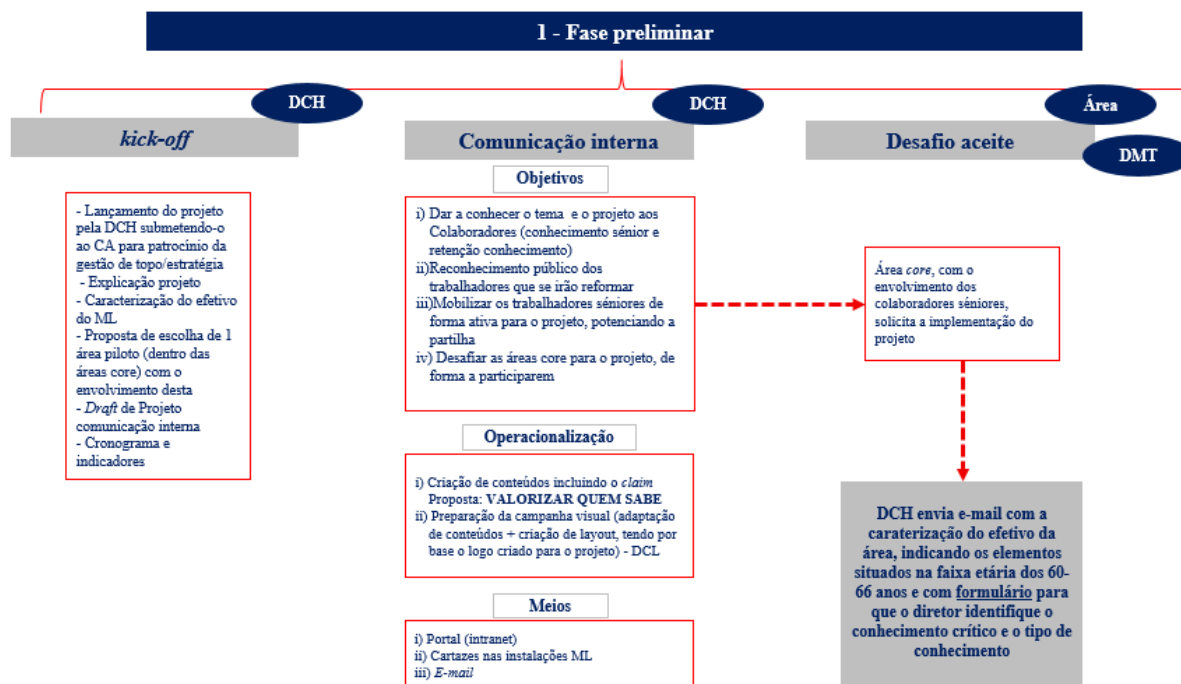 1 - Fase preliminar
DCH
kick-off
- Lançamento do projeto
pela DCH submetendo-o
ao CA para patrocínio da
gestão de topo/estratégia
- Explicação projeto
- Caracterização do efetivo
do ML
- Proposta de escolha de 1
área piloto (dentro das
áreas core) com o
envolvimento desta
- Draft de Projeto
comunicação interna
- Cronograma e
indicadores
DCH
Comunicação interna
Objetivos
i) Dar a conhecer o tema e o projeto aos
Colaboradores (conhecimento sénior e
retenção conhecimento)
ii)Reconhecimento público dos
trabalhadores que se irão reformar
iii)Mobilizar os trabalhadores séniores de
forma ativa para o projeto, potenciando a
partilha
iv) Desafiar as áreas core para o projeto, de
forma a participarem
Operacionalização
i) Criação de conteúdos incluindo o claim
Proposta: VALORIZAR QUEM SABE
ii) Preparação da campanha visual (adaptação
de conteúdos + criação de layout, tendo por
base o logo criado para o projeto) - DCL
Meios
i) Portal (intranet)
ii) Cartazes nas instalações ML
iii) E-mail
Área
Desafio aceite
DMT
Área core, com o
envolvimento dos
colaboradores séniores,
solicita a implementação do
projeto
DCH envia e-mail com a
caraterização do efetivo da
área, indicando os elementos
situados na faixa etária dos 60-
66 anos e com formulário para
que o diretor identifique o
conhecimento crítico e o tipo de
conhecimento